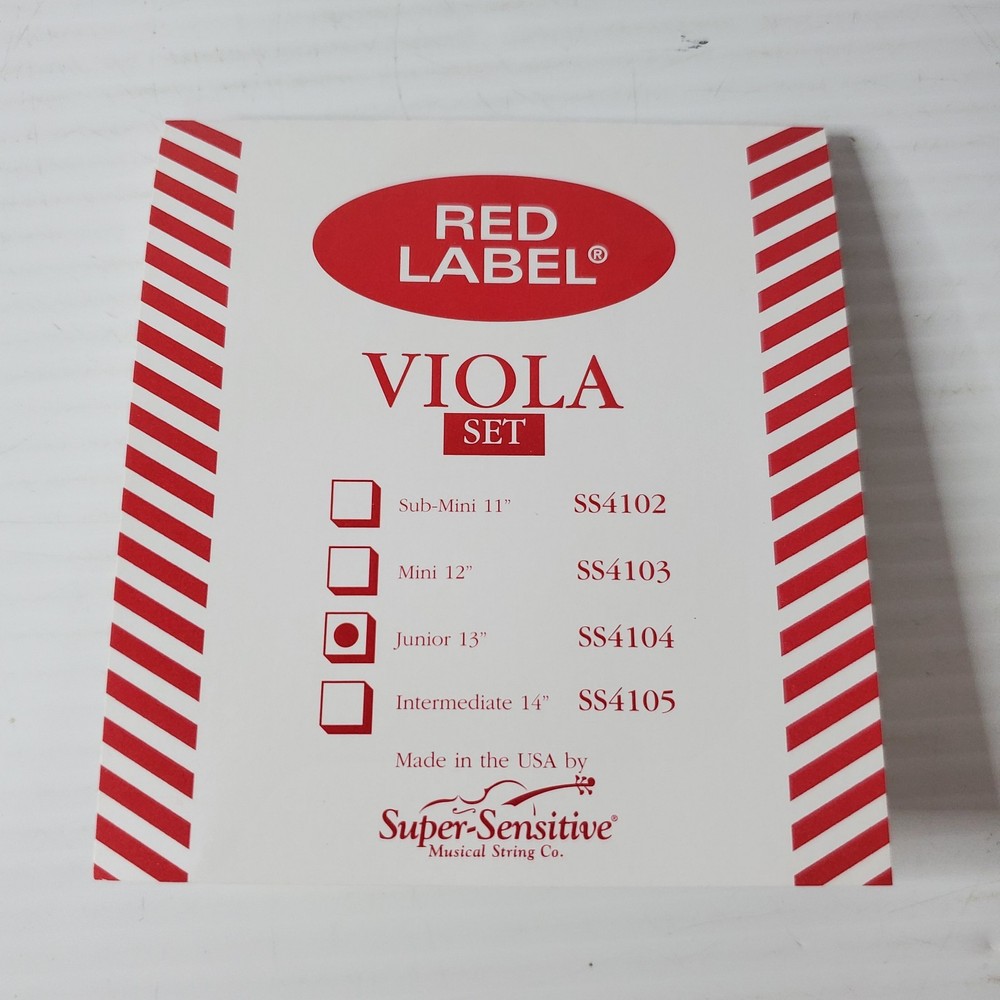 RED
LABEL®
VIOLA
SET
Sub-Mini 11” SS4102
Mini 12” SS4103
Junior 13” SS4104
Intermediate 14” SS4105
Made in the USA by
Super-Sensitive®
Musical String Co.